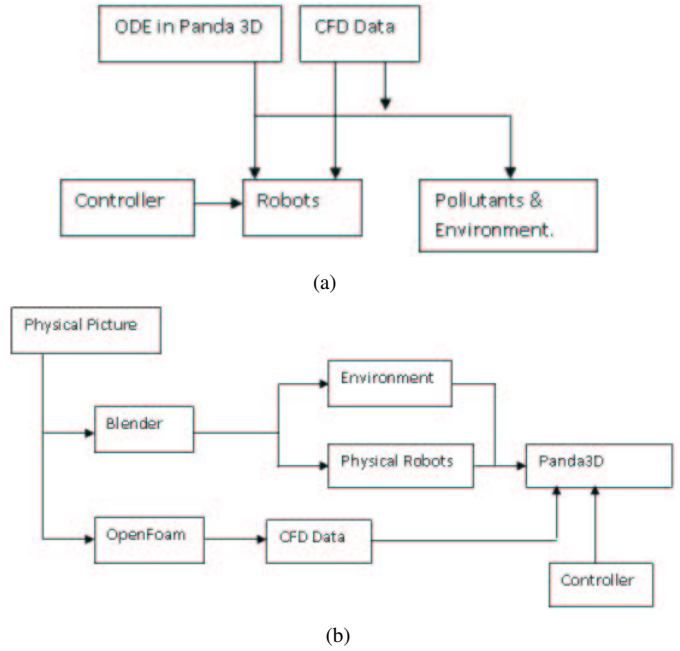 ODE in Panda 3D
CFD Data
Controller
Robots
Pollutants &
Environment.
(a)
Physical Picture
Environment
Blender
Physical Robots
Panda3D
OpenFoam
CFD Data
Controller
(b)